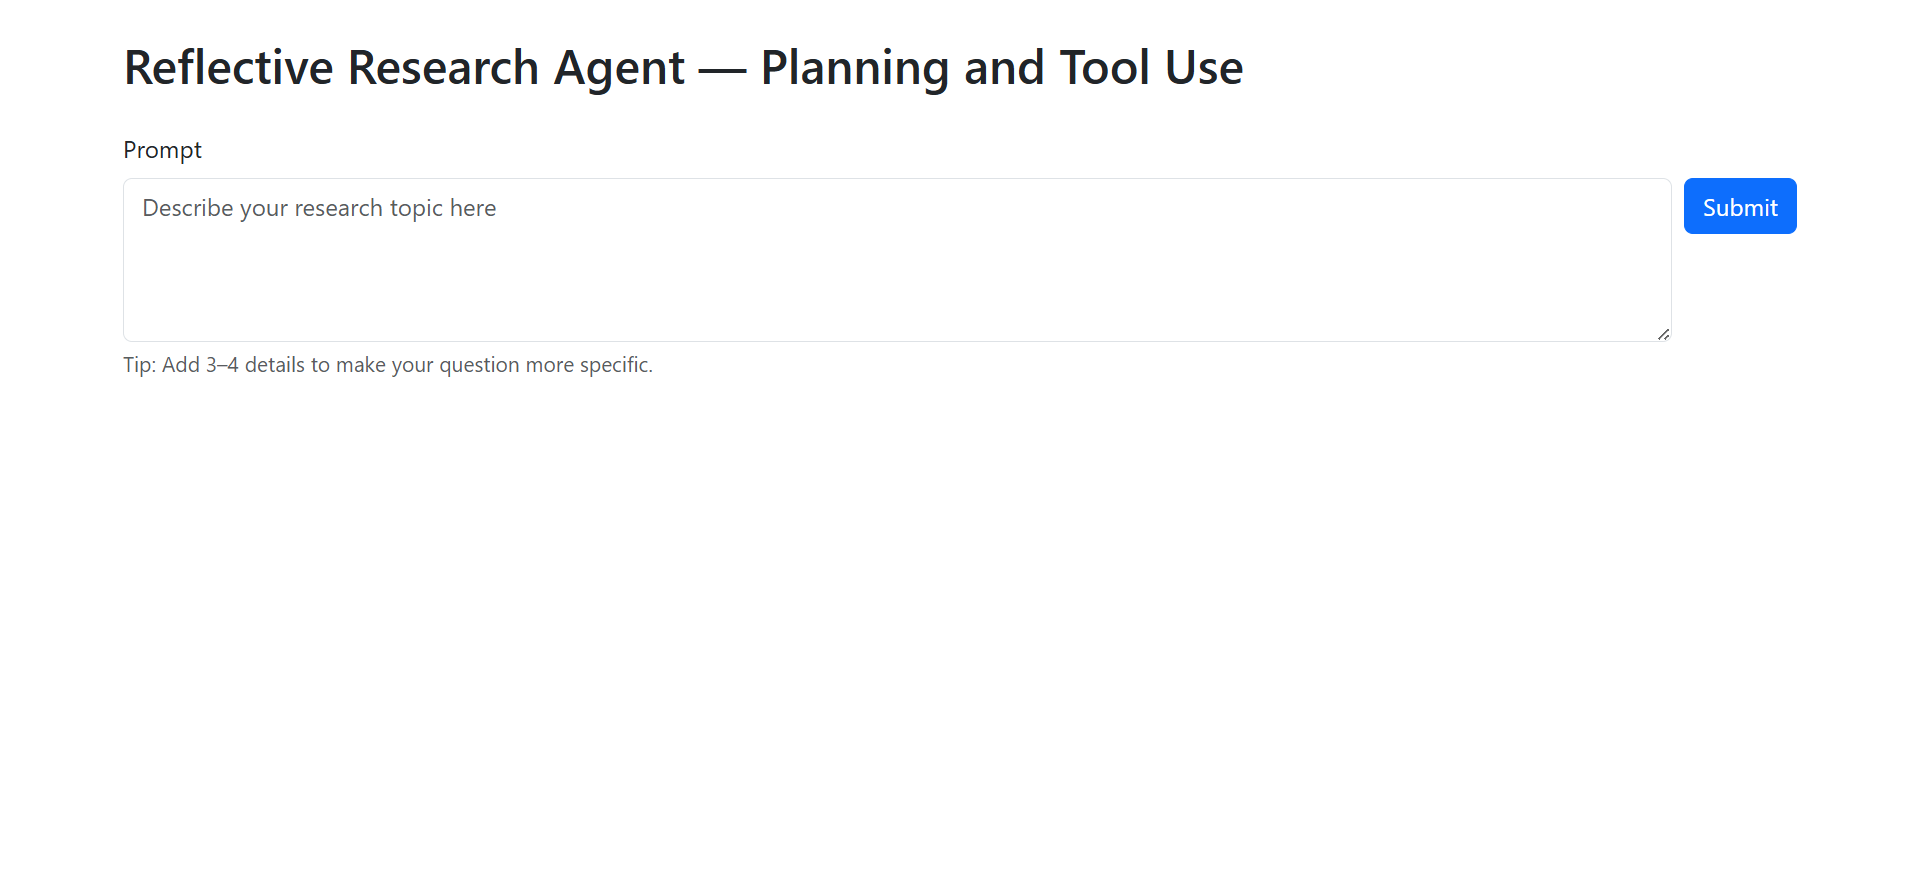 Reflective Research Agent — Planning and Tool Use
Prompt
Describe your research topic here
Submit
Tip: Add 3–4 details to make your question more specific.